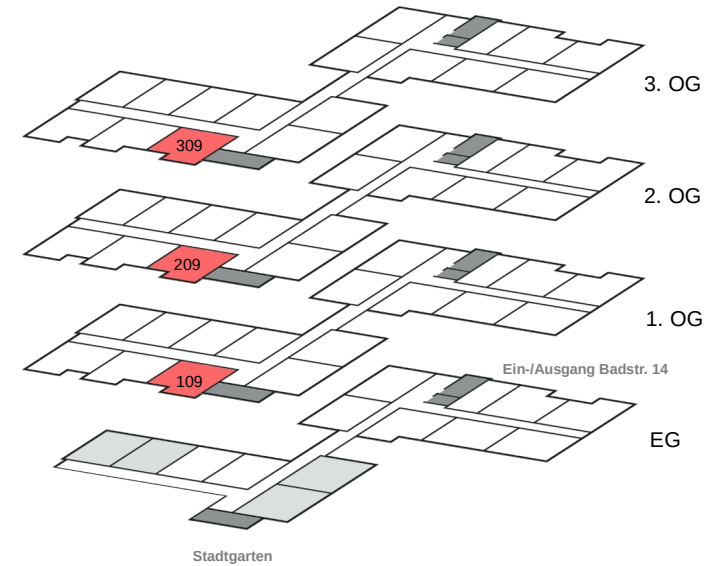 3. OG
309
2. OG
209
1. OG
Ein-/Ausgang Badstr. 14
109
EG
Stadtgarten